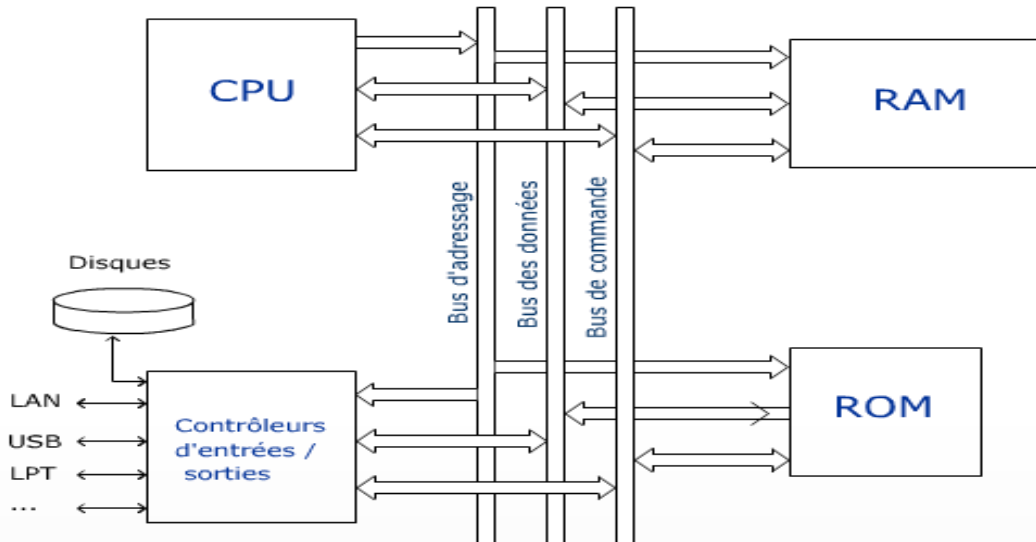 CPU
RAM
Bus d'adressage
Bus des données
Bus de commande
Disques
LAN
USB
LPT
...
Contrôleurs
d'entrées /
sorties
ROM